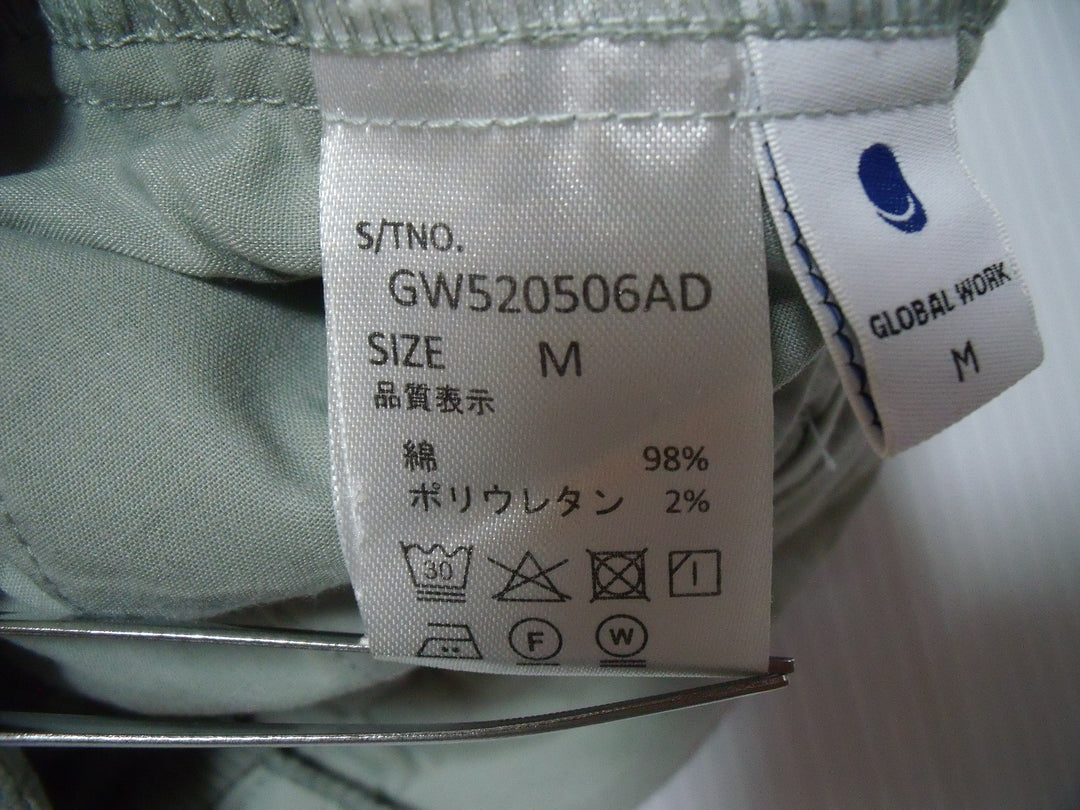 S/TNO.
GW520506AD
SIZE M
品質表示
綿 98%
ポリウレタン 2%
30
F W
GLOBAL WORK
M